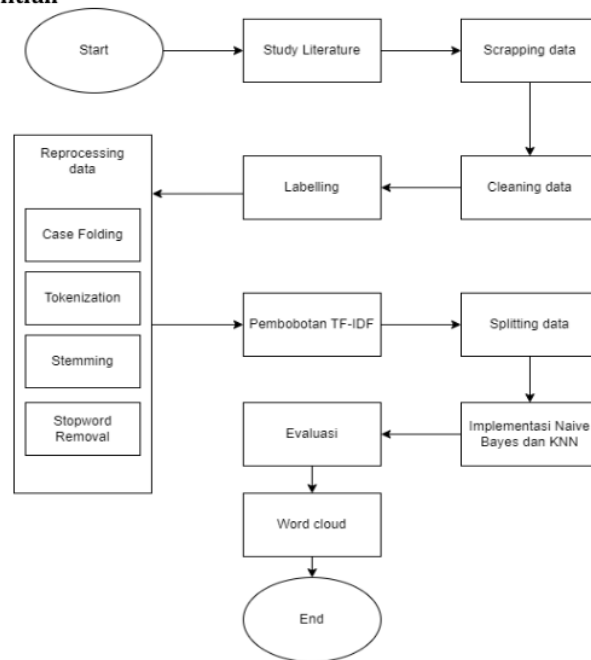 Start
Study Literature
Scrapping data
Cleaning data
Labelling
Reprocessing
data
Case Folding
Tokenization
Stemming
Stopword
Removal
Pembobotan TF-IDF
Splitting data
Implementasi Naive
Bayes dan KNN
Evaluasi
Word cloud
End